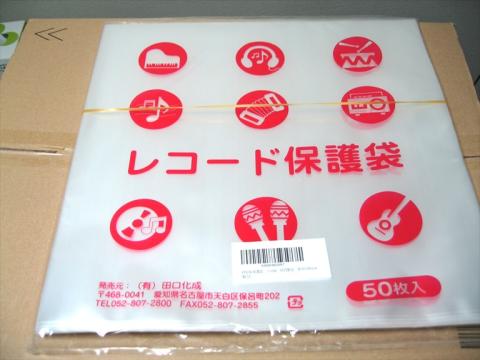 レコード保護袋
発売元：（有）田口化成
〒468-0041 愛知県名古屋市天白区保呂町202
TEL052-807-2800 FAX052-807-2855
50枚入